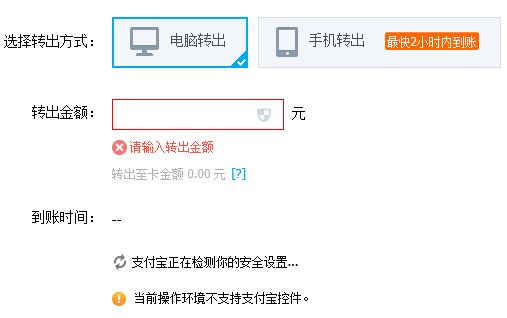 选择转出方式： 电脑转出 手机转出 最快2小时内到账
转出金额： 元
请输入转出金额
转出至卡金额 0.00 元 [?]
到账时间： --
支付宝正在检测你的安全设置...
当前操作环境不支持支付宝控件。